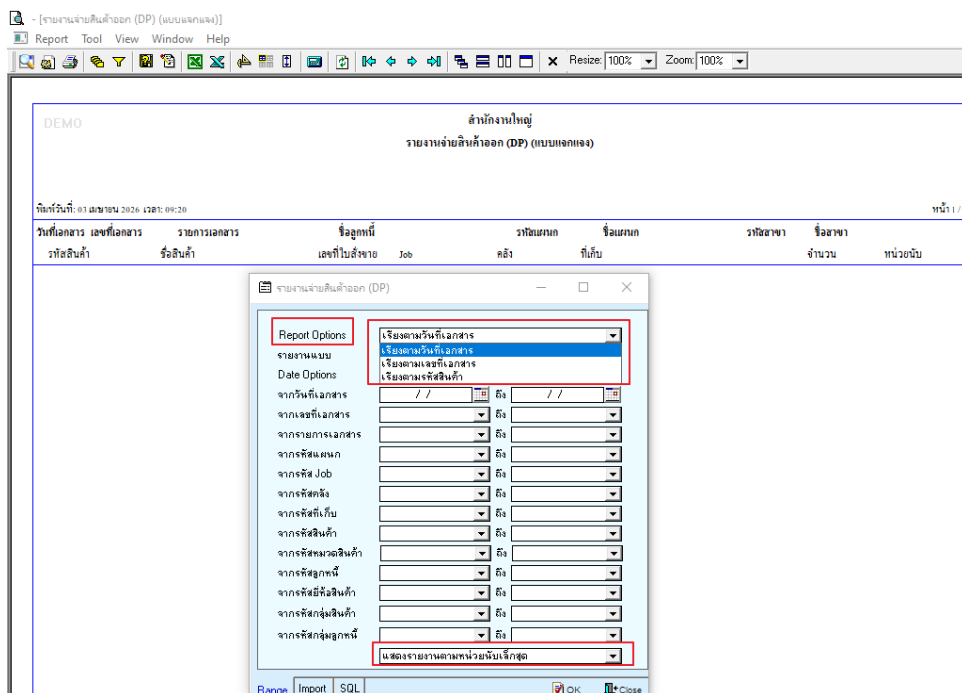 - [รายงานจ่ายสินค้าออก (DP) (แบบแจกแจง)]
Report Tool View Window Help
Resize: 100% Zoom: 100%
DEMO
สำนักงานใหญ่
รายงานจ่ายสินค้าออก (DP) (แบบแจกแจง)
พิมพ์วันที่: 03 เมษายน 2026 เวลา: 09:20
หน้า 1 /
วันที่เอกสาร เลขที่เอกสาร รายการเอกสาร ชื่อลูกหนี้ รหัสแผนก ชื่อแผนก รหัสสาขา ชื่อสาขา
รหัสสินค้า ชื่อสินค้า เลขที่ใบสั่งขาย Job คลัง ที่เก็บ จำนวน หน่วยนับ
รายงานจ่ายสินค้าออก (DP)
Report Options เรียงตามวันที่เอกสาร
รายงานแบบ เรียงตามวันที่เอกสาร
เรียงตามเลขที่เอกสาร
Date Options เรียงตามรหัสสินค้า
จากวันที่เอกสาร / / ถึง / /
จากเลขที่เอกสาร ถึง
จากรายการเอกสาร ถึง
จากรหัสแผนก ถึง
จากรหัส Job ถึง
จากรหัสคลัง ถึง
จากรหัสที่เก็บ ถึง
จากรหัสสินค้า ถึง
จากรหัสหมวดสินค้า ถึง
จากรหัสลูกหนี้ ถึง
จากรหัสยี่ห้อสินค้า ถึง
จากรหัสกลุ่มสินค้า ถึง
จากรหัสกลุ่มลูกหนี้ ถึง
แสดงรายงานตามหน่วยนับเล็กสุด
Range Import SQL OK Close